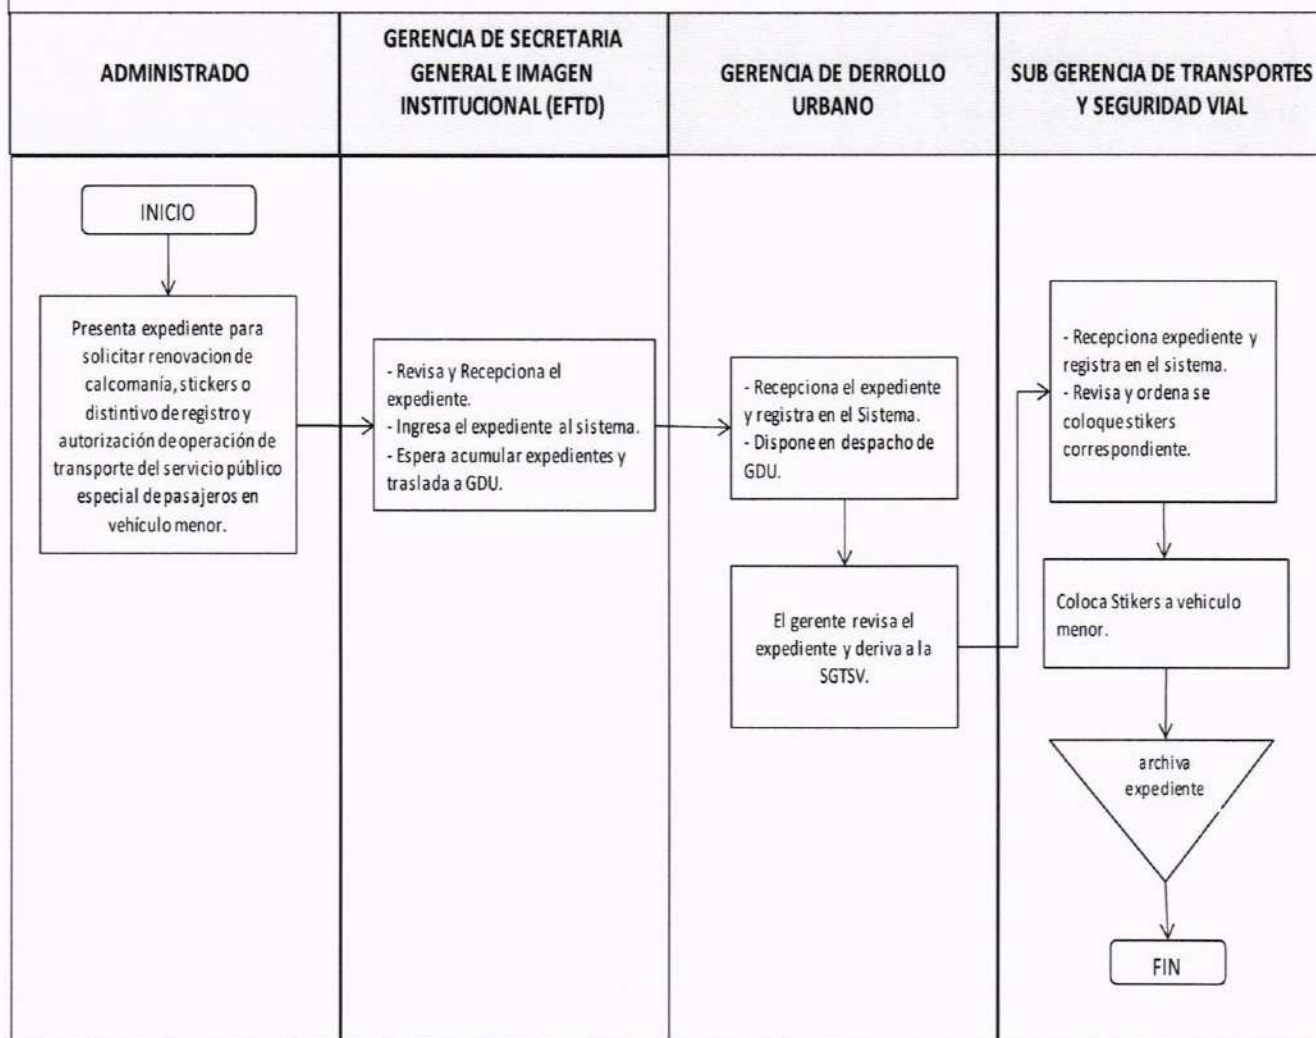 ADMINISTRADO
GERENCIA DE SECRETARIA
GENERAL E IMAGEN
INSTITUCIONAL (EFTD)
GERENCIA DE DERROLLO
URBANO
SUB GERENCIA DE TRANSPORTES
Y SEGURIDAD VIAL
INICIO
Presenta expediente para
solicitar renovacion de
calcomanía, stickers o
distintivo de registro y
autorización de operación de
transporte del servicio público
especial de pasajeros en
vehículo menor.
- Revisa y Recepciona el
expediente.
- Ingresa el expediente al sistema.
- Espera acumular expedientes y
traslada a GDU.
- Recepciona el expediente
y registra en el Sistema.
- Dispone en despacho de
GDU.
El gerente revisa el
expediente y deriva a la
SGTSV.
- Recepciona expediente y
registra en el sistema.
- Revisa y ordena se
coloque stikers
correspondiente.
Coloca Stikers a vehiculo
menor.
archiva
expediente
FIN